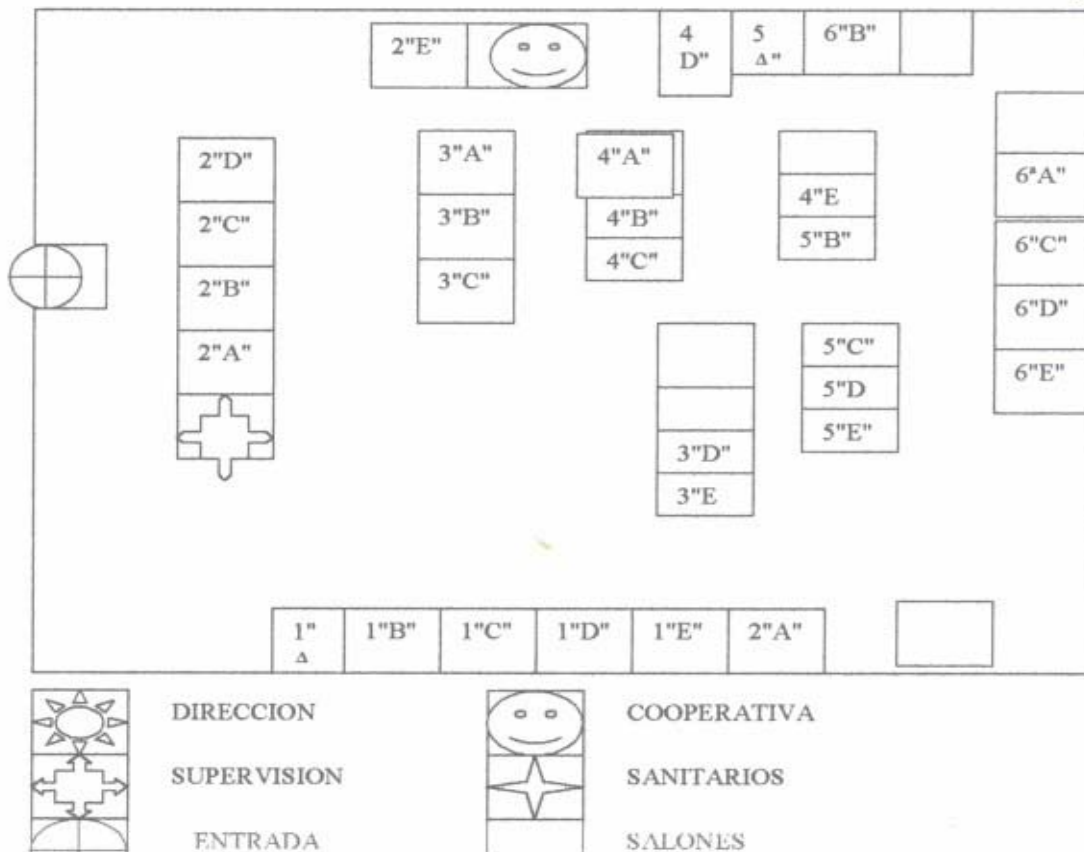 2"E"
4
D"
5
A"
6"B"
2"D"
3"A"
4"A"
6ªA"
2"C"
3"B"
4"B"
4"E
2"B"
3"C"
4"C"
5"B"
6"C"
6"D"
2"A"
5"C"
6"E"
5"D
3"D"
5"E"
3"E
1"
A
1"B"
1"C"
1"D"
1"E"
2"A"
DIRECCION
COOPERATIVA
SUPERVISION
SANITARIOS
ENTRADA
SALONES